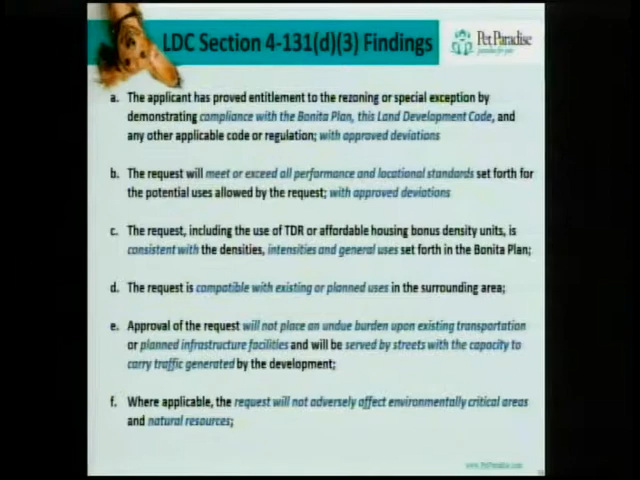 LDC Section 4-131(d)(3) Findings
Pet Paradise
a. The applicant has proved entitlement to the rezoning or special exception by
demonstrating compliance with the Bonita Plan, this Land Development Code, and
any other applicable code or regulation; with approved deviations
b. The request will meet or exceed all performance and locational standards set forth for
the potential uses allowed by the request; with approved deviations
c. The request, including the use of TDR or affordable housing bonus density units, is
consistent with the densities, intensities and general uses set forth in the Bonita Plan;
d. The request is compatible with existing or planned uses in the surrounding area;
e. Approval of the request will not place an undue burden upon existing transportation
or planned infrastructure facilities and will be served by streets with the capacity to
carry traffic generated by the development;
f. Where applicable, the request will not adversely affect environmentally critical areas
and natural resources;
www.PetParadise.com